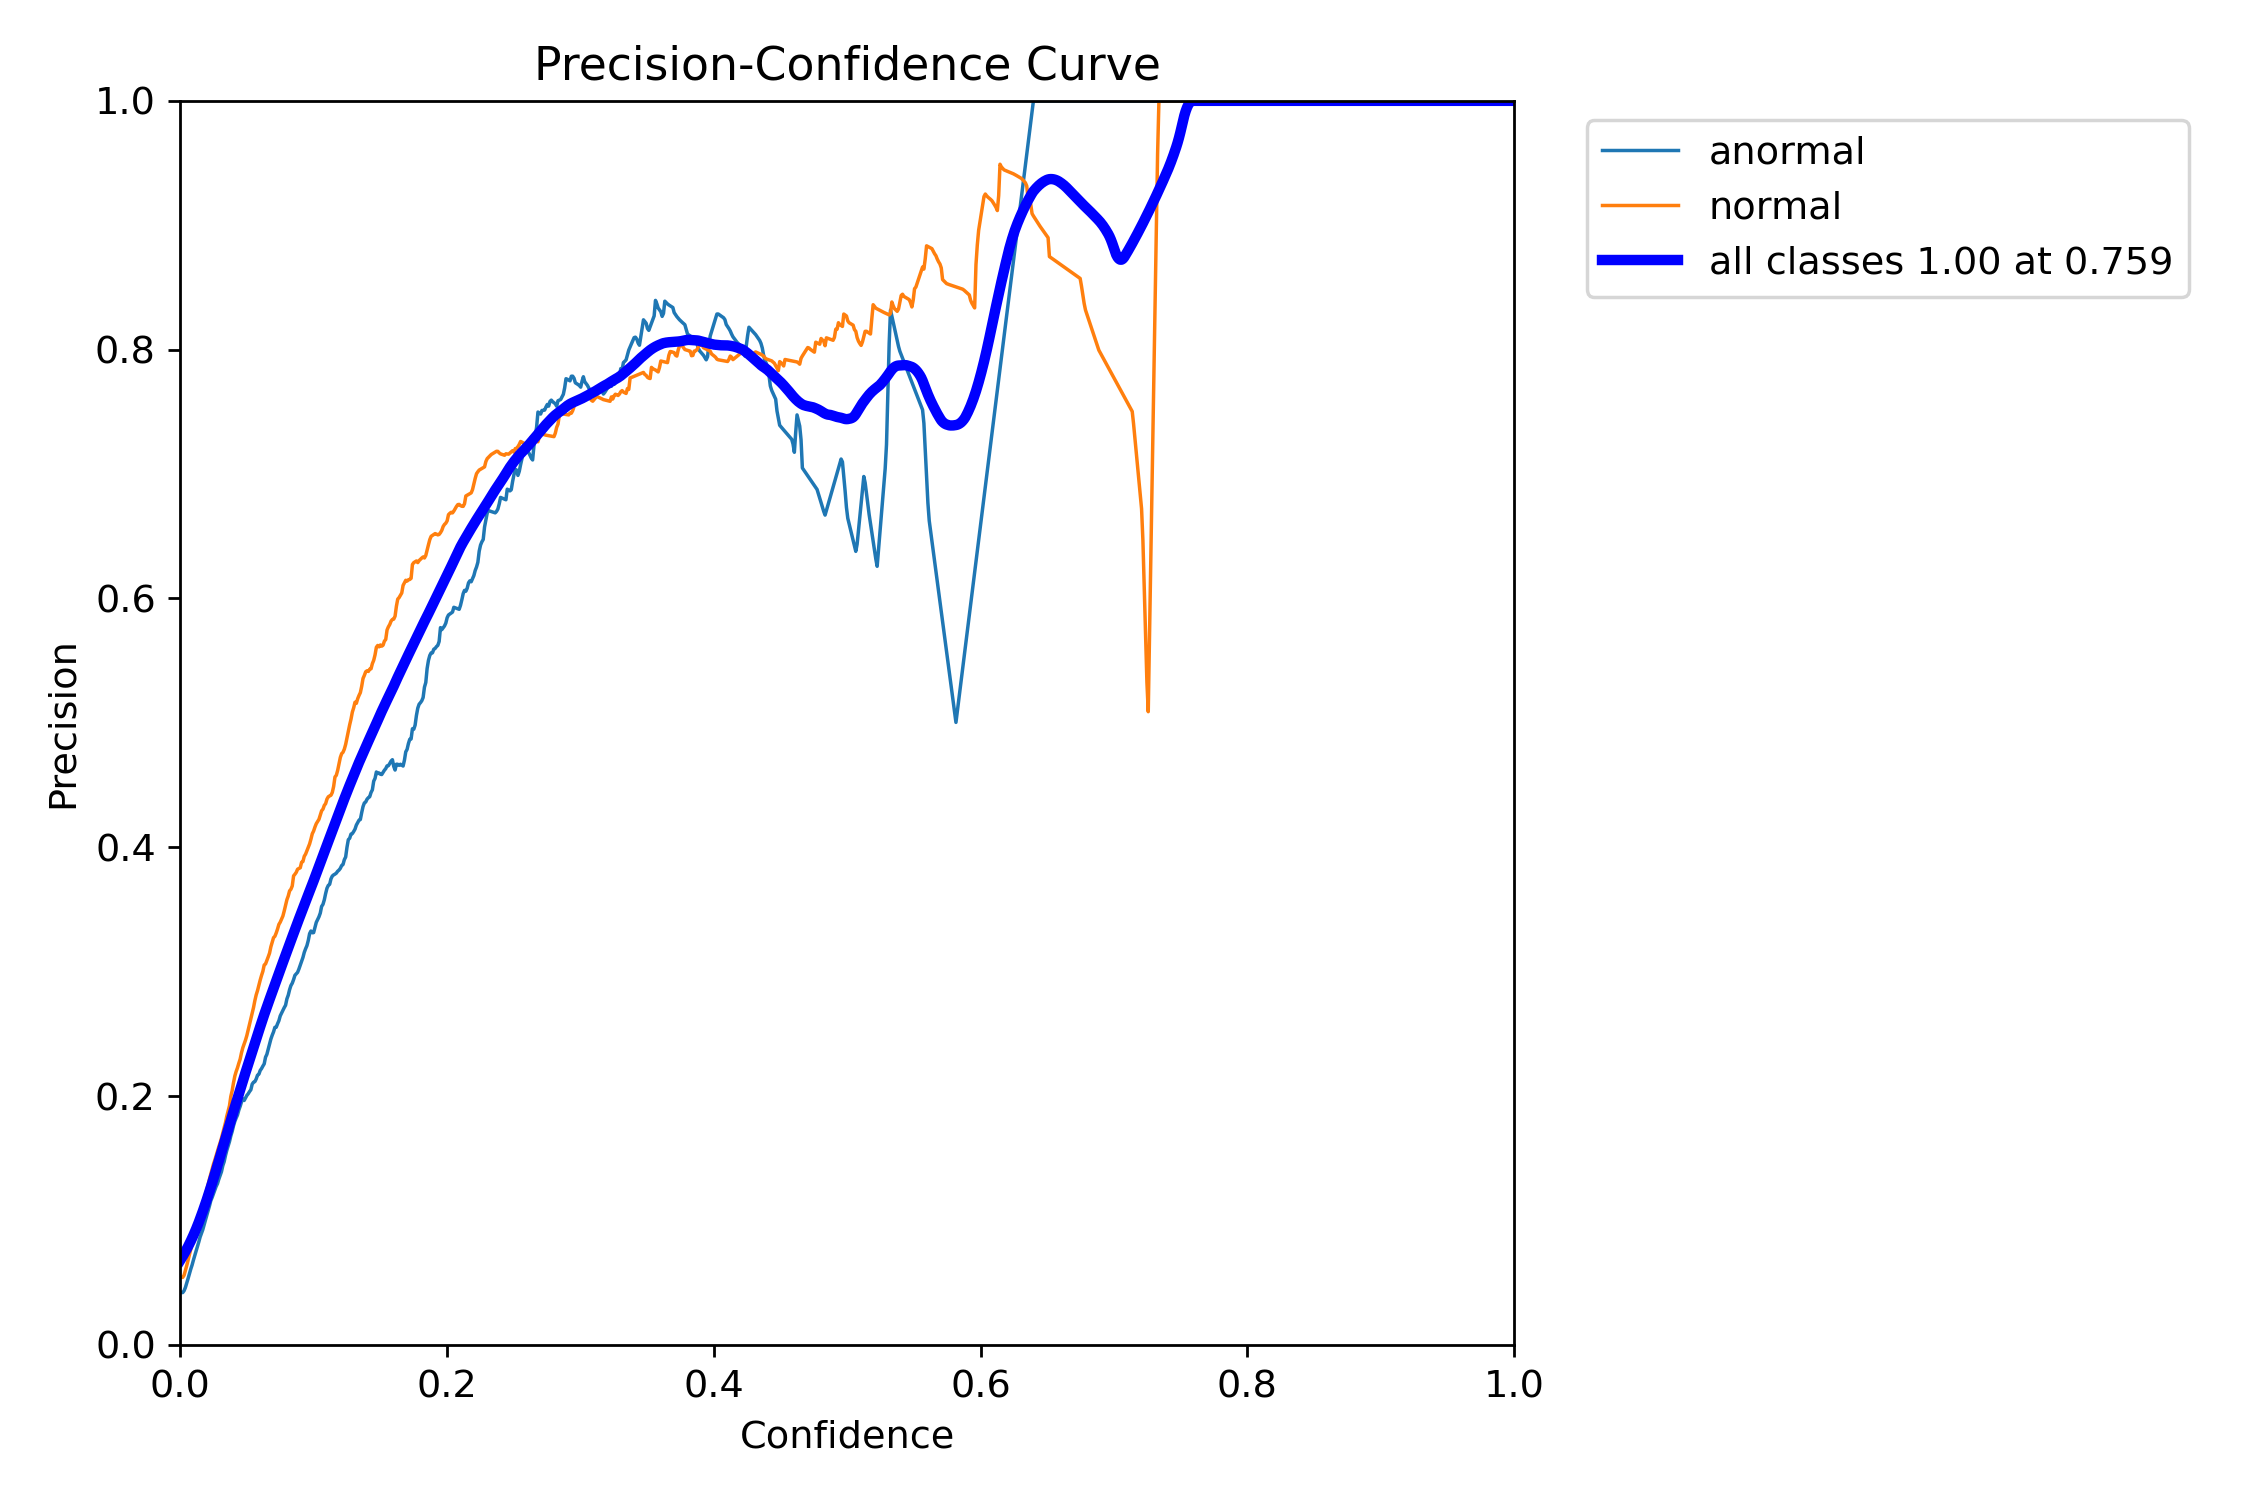 Precision-Confidence Curve
1.0
0.8
0.6
0.4
0.2
0.0
Precision
0.0 0.2 0.4 0.6 0.8 1.0
Confidence
anormal
normal
all classes 1.00 at 0.759